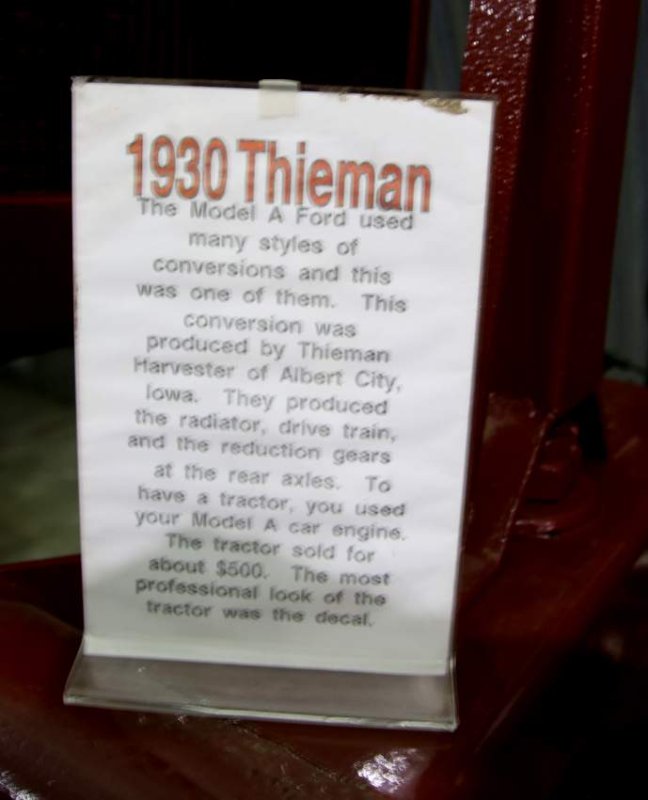 1930 Thieman
The Model A Ford used
many styles of
conversions and this
was one of them. This
conversion was
produced by Thieman
Harvester of Albert City,
Iowa. They produced
the radiator, drive train,
and the reduction gears
at the rear axles. To
have a tractor, you used
your Model A car engine.
The tractor sold for
about $500. The most
professional look of the
tractor was the decal.